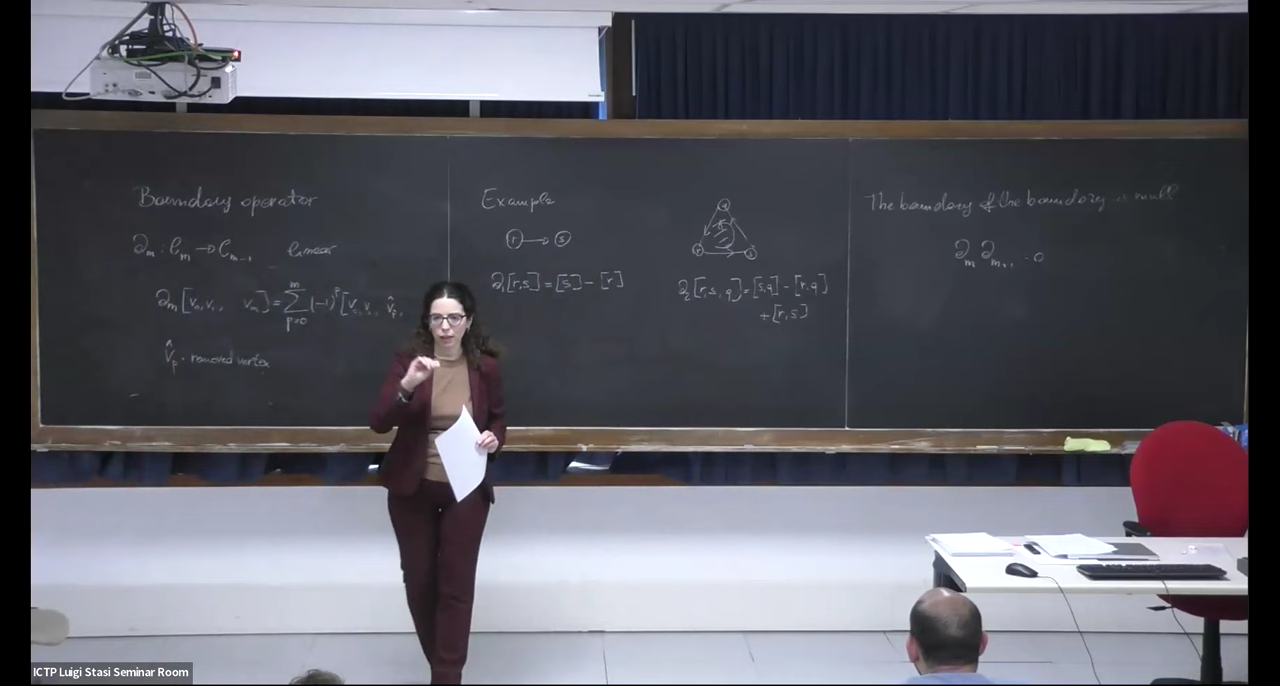 Boundary operator
∂m : Cm → Cm-1 linear
∂m [v0, v1, vm] = Σ p=0 (-1)^p [v0, v1, v̂p,
v̂p removed vertex
Example
r → s
∂1[r,s] = [s] - [r]
q
r s
∂2[r,s,q] = [s,q] - [r,q]
+ [r,s]
The boundary of the boundary is null
∂m ∂m+1 = 0
ICTP Luigi Stasi Seminar Room